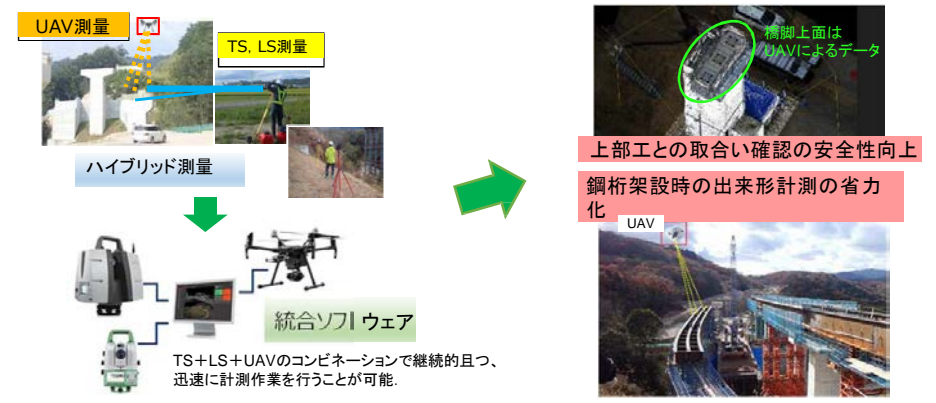 UAV測量
TS, LS測量
ハイブリッド測量
統合ソフトウェア
TS＋LS＋UAVのコンビネーションで継続的且つ、
迅速に計測作業を行うことが可能.
橋脚上面は
UAVによるデータ
上部工との取合い確認の安全性向上
鋼桁架設時の出来形計測の省力
化
UAV